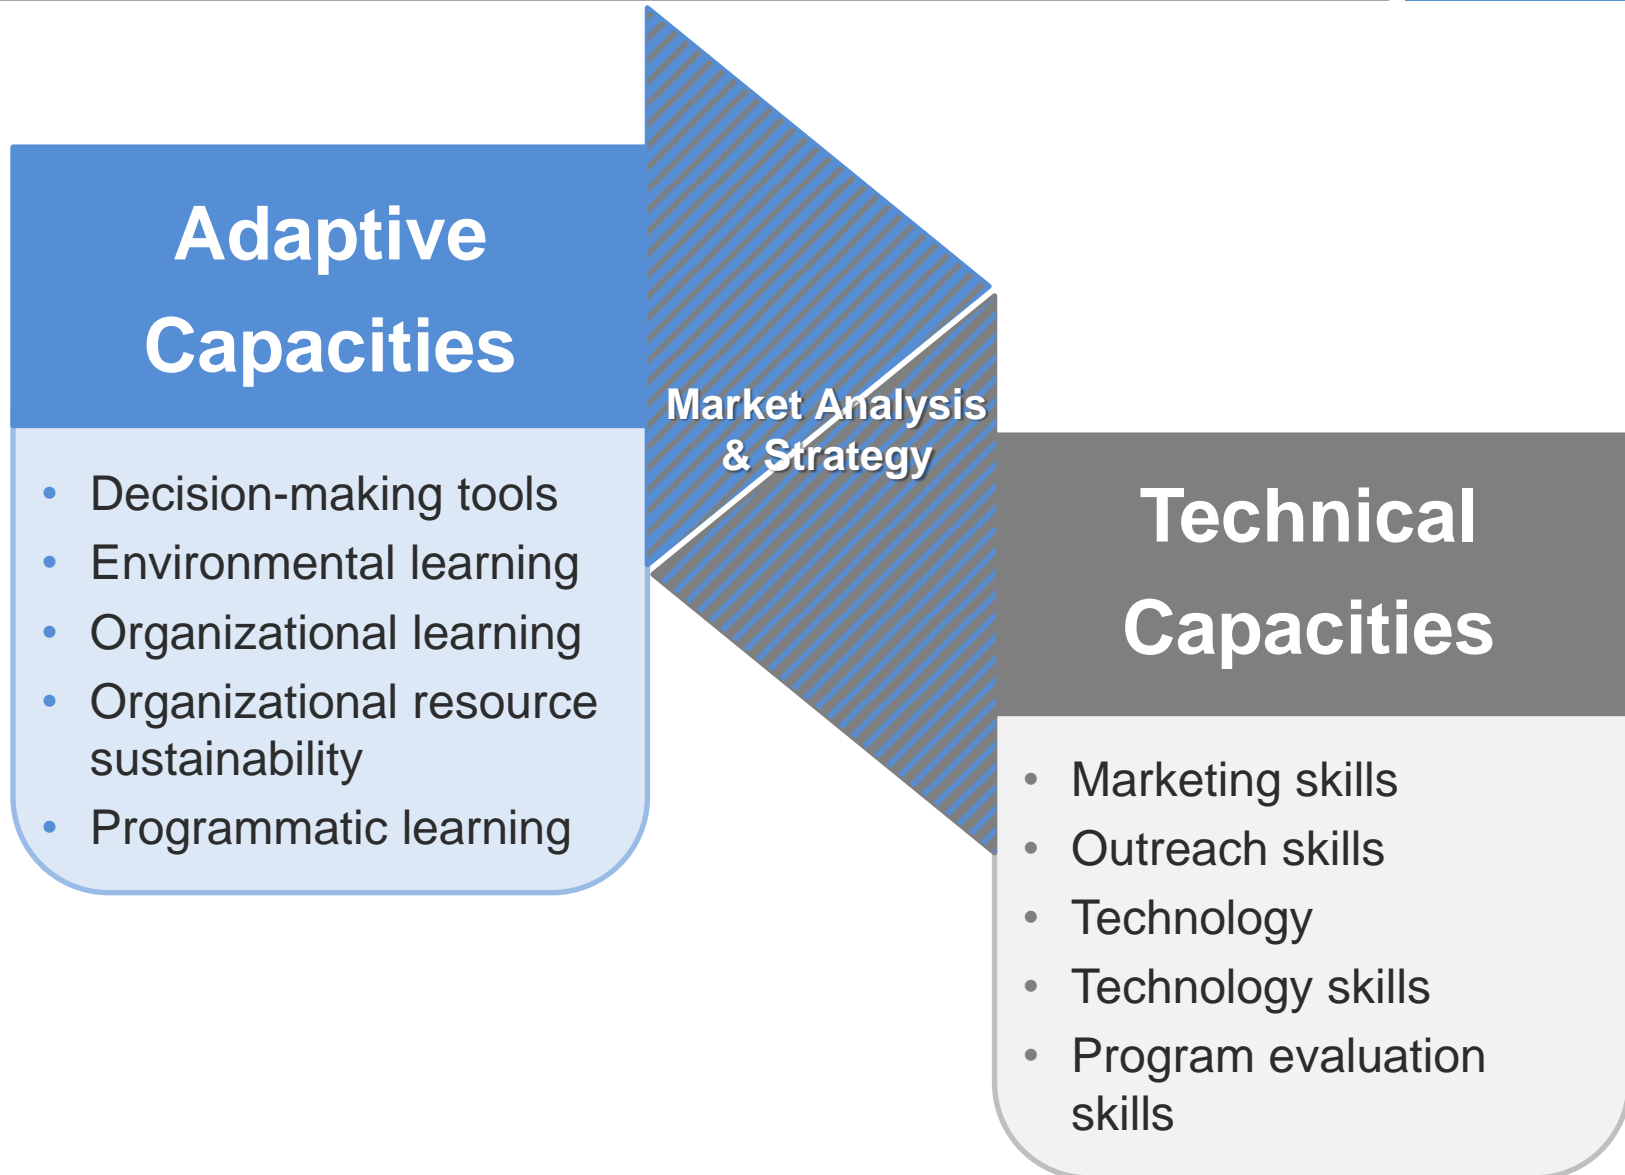 Adaptive
Capacities
• Decision-making tools
• Environmental learning
• Organizational learning
• Organizational resource
sustainability
• Programmatic learning
Market Analysis
& Strategy
Technical
Capacities
• Marketing skills
• Outreach skills
• Technology
• Technology skills
• Program evaluation
skills